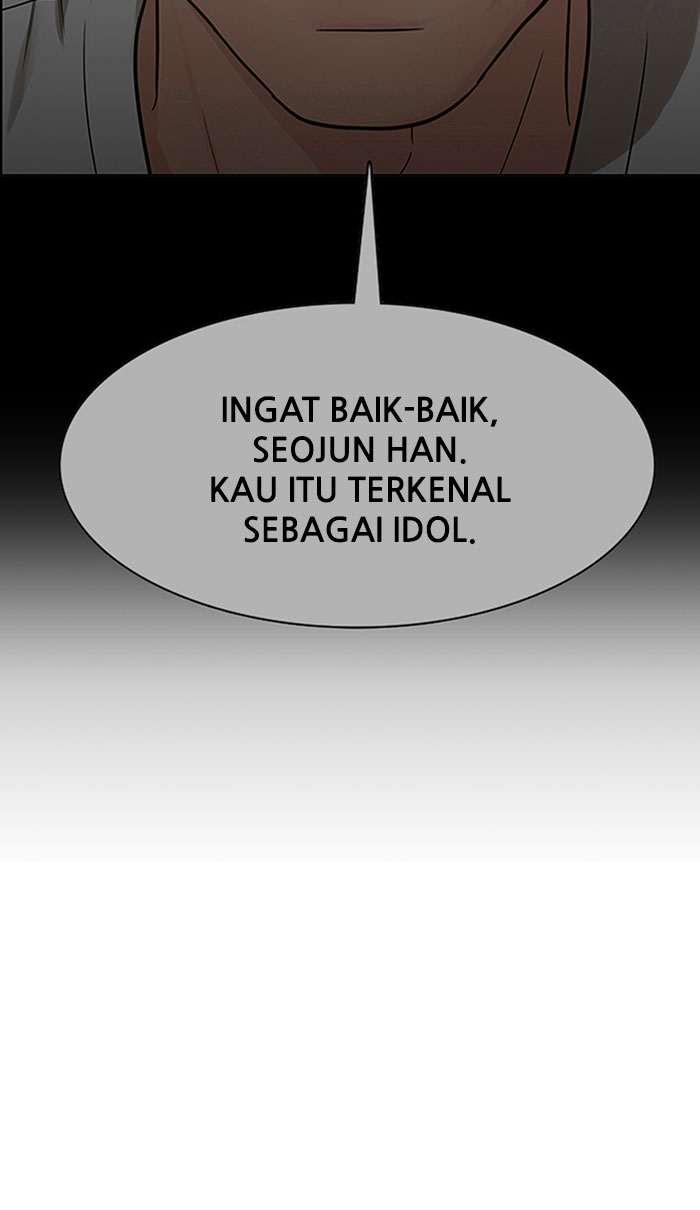 INGAT BAIK-BAIK,
SEOJUN HAN.
KAU ITU TERKENAL
SEBAGAI IDOL.